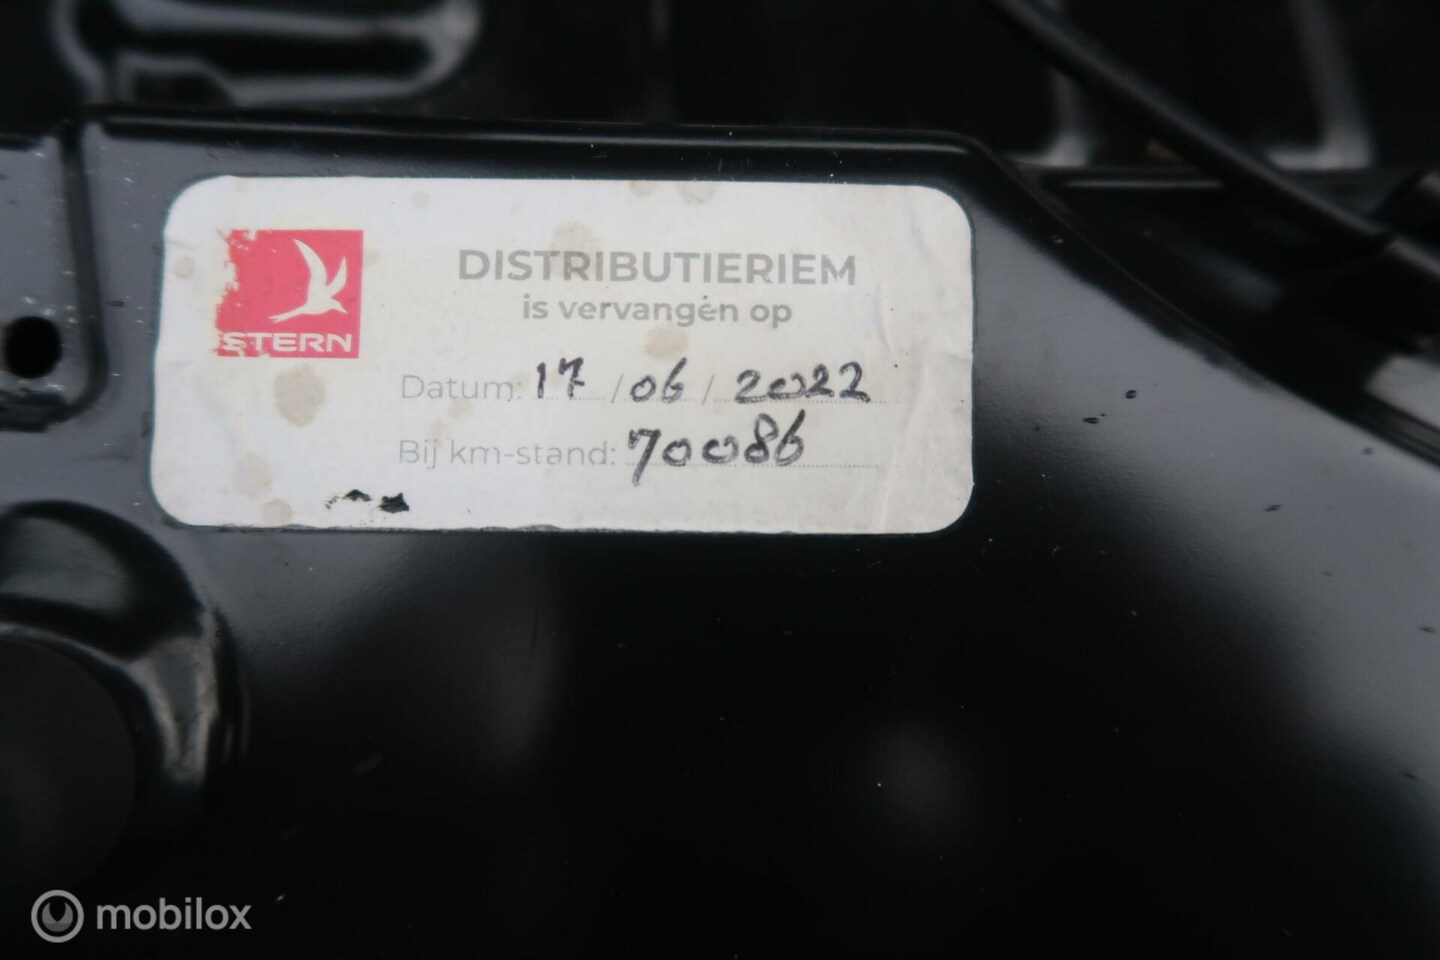 STERN
DISTRIBUTIERIEM
is vervangen op
Datum: 17 / 06 / 2022
Bij km-stand: 70086
mobilox